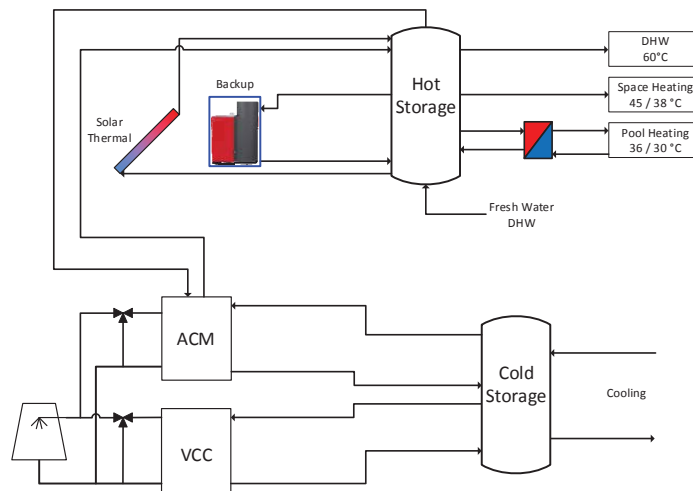 DHW
60°C
Hot
Storage
Backup
Space Heating
45 / 38 °C
Solar
Thermal
Pool Heating
36 / 30°C
Fresh Water
DHW
ACM
Cold
Storage
Cooling
VCC